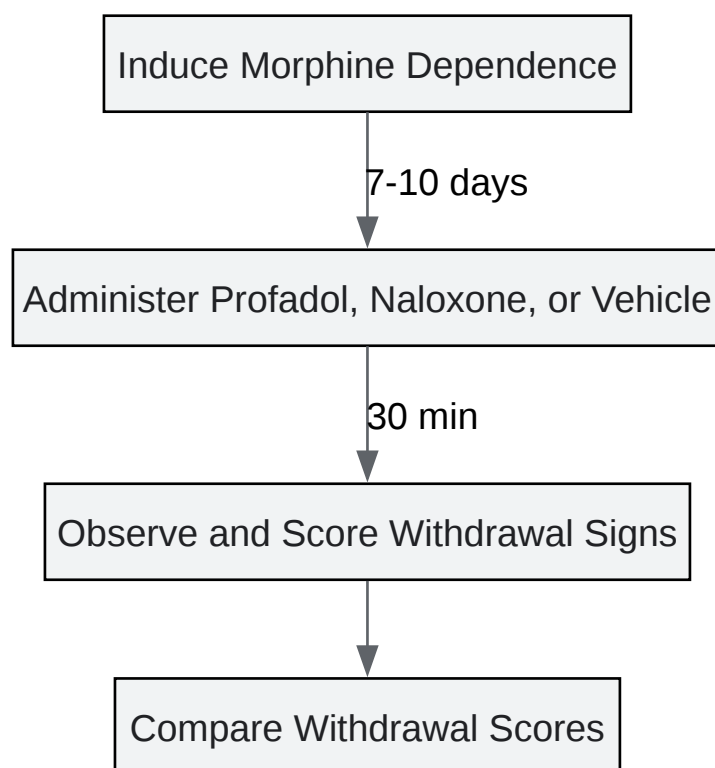 Induce Morphine Dependence
7-10 days
Administer Profadol, Naloxone, or Vehicle
30 min
Observe and Score Withdrawal Signs
Compare Withdrawal Scores